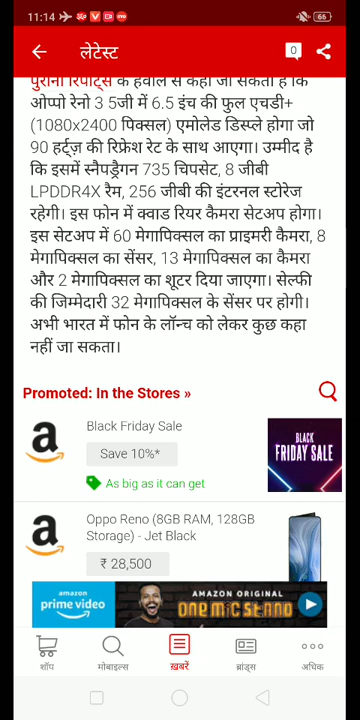 11:14
66
लेटेस्ट
0
पुरानी रिपोर्ट्स के हवाले से कहा जा सकता है कि
ओप्पो रेनो 3 5जी में 6.5 इंच की फुल एचडी+
(1080x2400 पिक्सल) एमोलेड डिस्प्ले होगा जो
90 हर्ट्ज़ की रिफ्रेश रेट के साथ आएगा। उम्मीद है
कि इसमें स्नैपड्रैगन 735 चिपसेट, 8 जीबी
LPDDR4X रैम, 256 जीबी की इंटरनल स्टोरेज
रहेगी। इस फोन में क्वाड रियर कैमरा सेटअप होगा।
इस सेटअप में 60 मेगापिक्सल का प्राइमरी कैमरा, 8
मेगापिक्सल का सेंसर, 13 मेगापिक्सल का कैमरा
और 2 मेगापिक्सल का शूटर दिया जाएगा। सेल्फी
की जिम्मेदारी 32 मेगापिक्सल के सेंसर पर होगी।
अभी भारत में फोन के लॉन्च को लेकर कुछ कहा
नहीं जा सकता।
Promoted: In the Stores »
a
Black Friday Sale
Save 10%*
As big as it can get
BLACK
FRIDAY SALE
a
Oppo Reno (8GB RAM, 128GB
Storage) - Jet Black
₹ 28,500
amazon
prime video
AMAZON ORIGINAL
ONE MIC STAND
शॉप
मोबाइल्स
ख़बरें
ब्रांड्स
अधिक